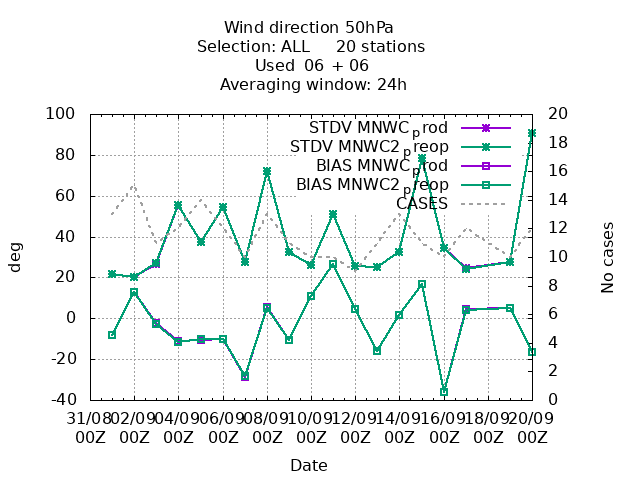 Wind direction 50hPa
Selection: ALL 20 stations
Used 06 + 06
Averaging window: 24h
STDV MNWC_prod
STDV MNWC2_preop
BIAS MNWC_prod
BIAS MNWC2_preop
CASES
100
80
60
40
20
0
-20
-40
deg
20
18
16
14
12
10
8
6
4
2
0
No cases
31/08 02/09 04/09 06/09 08/09 10/09 12/09 14/09 16/09 18/09 20/09
00Z 00Z 00Z 00Z 00Z 00Z 00Z 00Z 00Z 00Z 00Z
Date